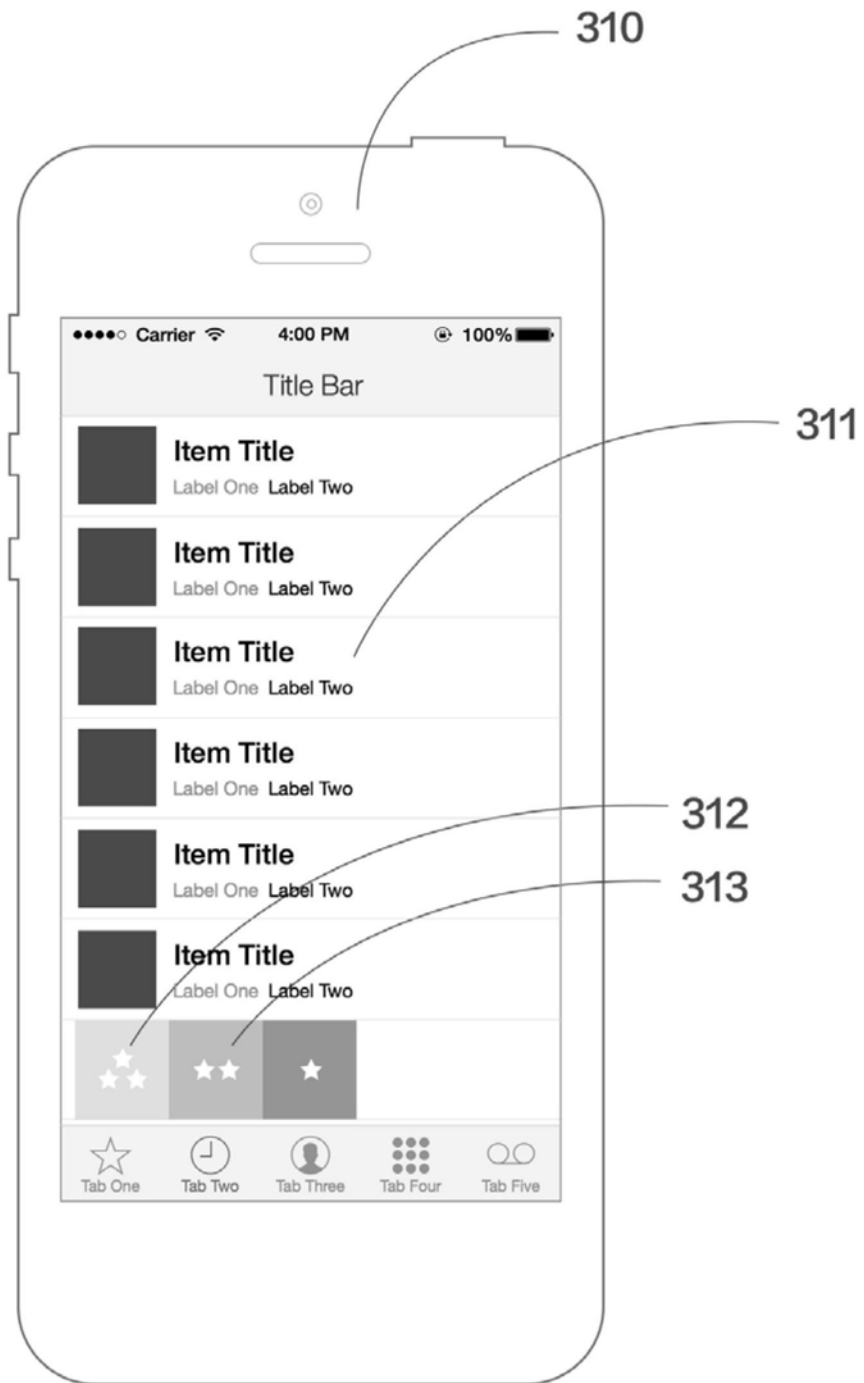 310
Carrier 4:00 PM 100%
Title Bar
311
Item Title
Label One Label Two
Item Title
Label One Label Two
Item Title
Label One Label Two
Item Title
Label One Label Two
312
Item Title
Label One Label Two
313
Item Title
Label One Label Two
Tab One Tab Two Tab Three Tab Four Tab Five